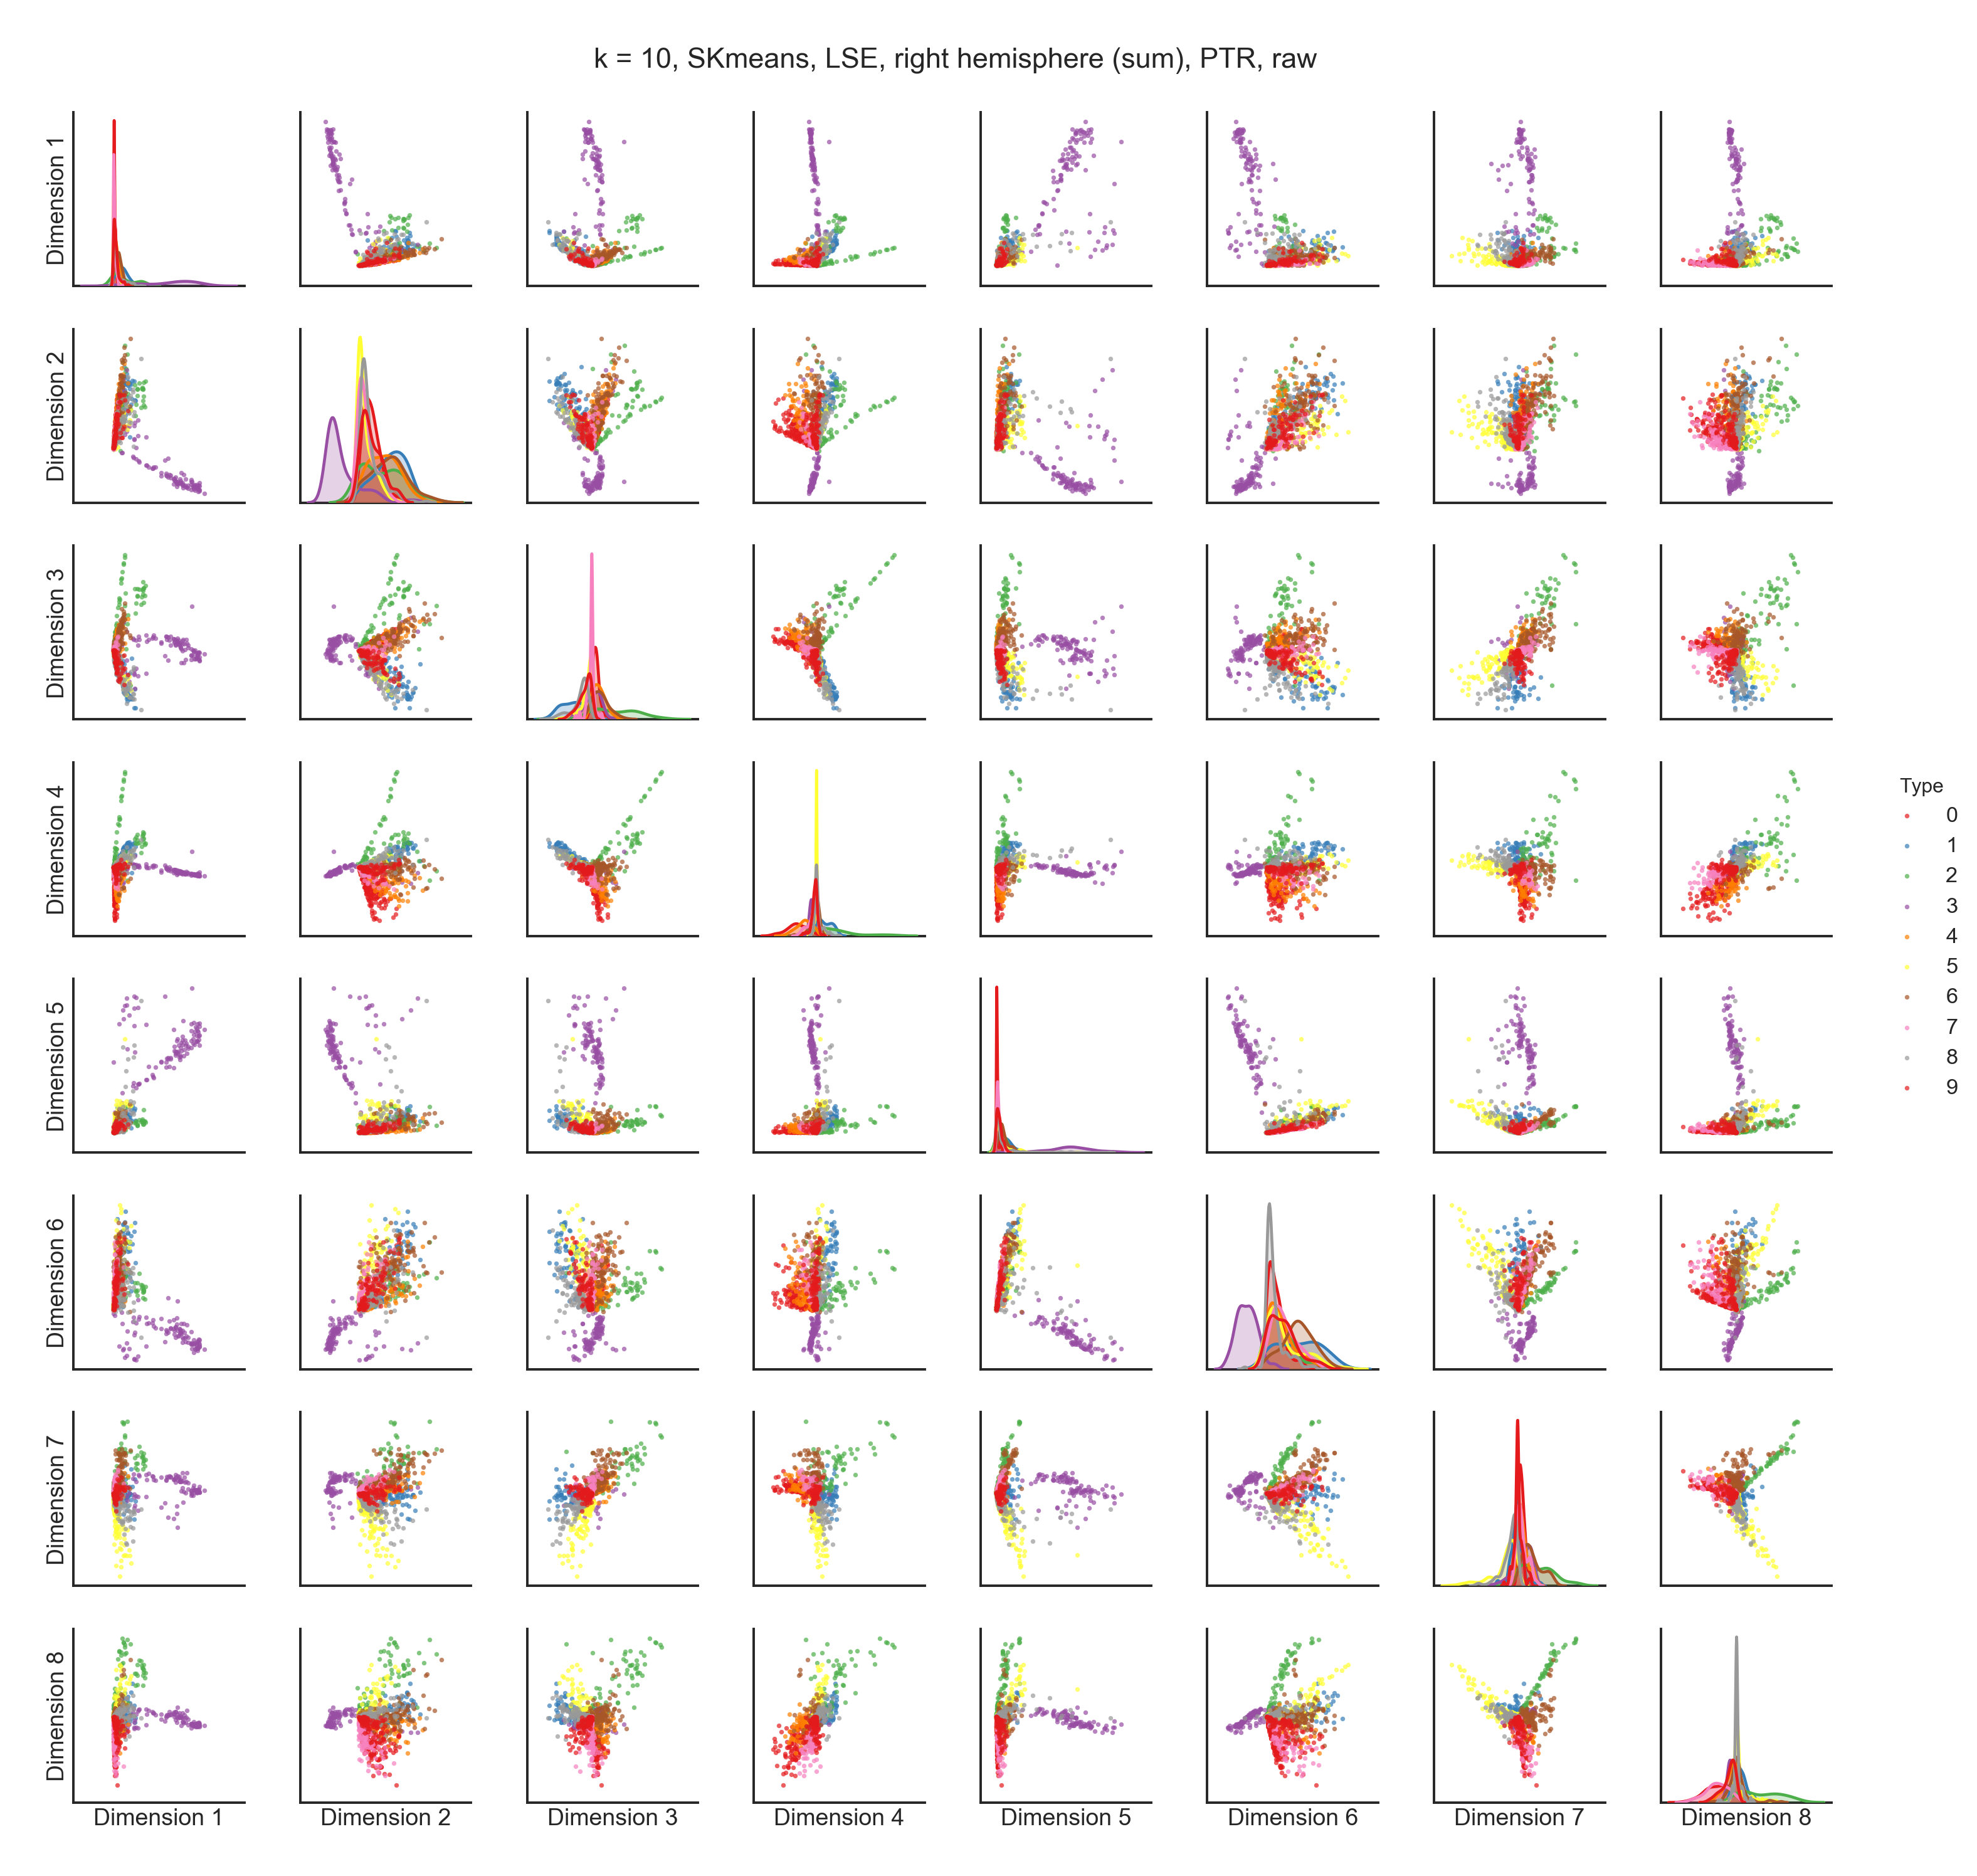 k = 10, SKmeans, LSE, right hemisphere (sum), PTR, raw
Dimension 1
Dimension 2
Dimension 3
Dimension 4
Dimension 5
Dimension 6
Dimension 7
Dimension 8
Type
0
1
2
3
4
5
6
7
8
9
Dimension 1
Dimension 2
Dimension 3
Dimension 4
Dimension 5
Dimension 6
Dimension 7
Dimension 8